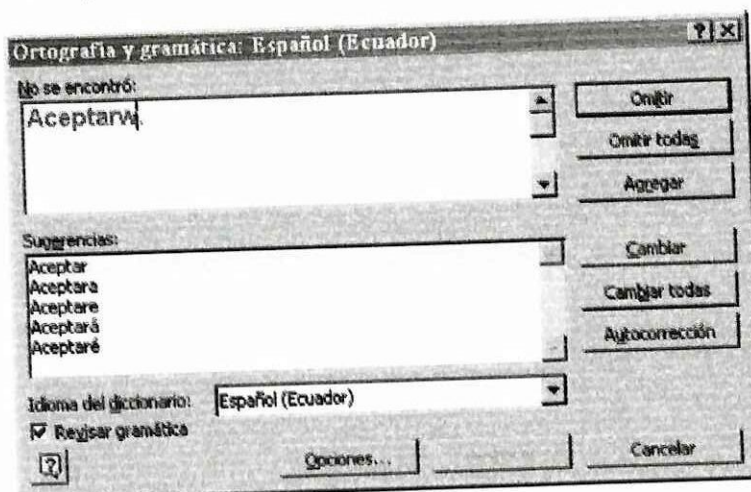 Ortografía y gramática: Español (Ecuador)
No se encontró:
Aceptarw.
Omitir
Omitir todas
Agregar
Sugerencias:
Aceptar
Aceptara
Aceptare
Aceptará
Aceptaré
Cambiar
Cambiar todas
Autocorrección
Idioma del diccionario:
Español (Ecuador)
Revisar gramática
Opciones...
Cancelar